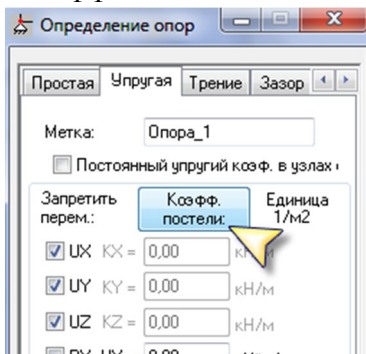 Определение опор
Простая Упругая Трение Зазор
Метка: Опора_1
Постоянный упругий коэф. в узлах
Запретить перем.: Коэфф. постели: Единица 1/м2
UX KX = 0,00
UY KY = 0,00 кН/м
UZ KZ = 0,00 кН/м